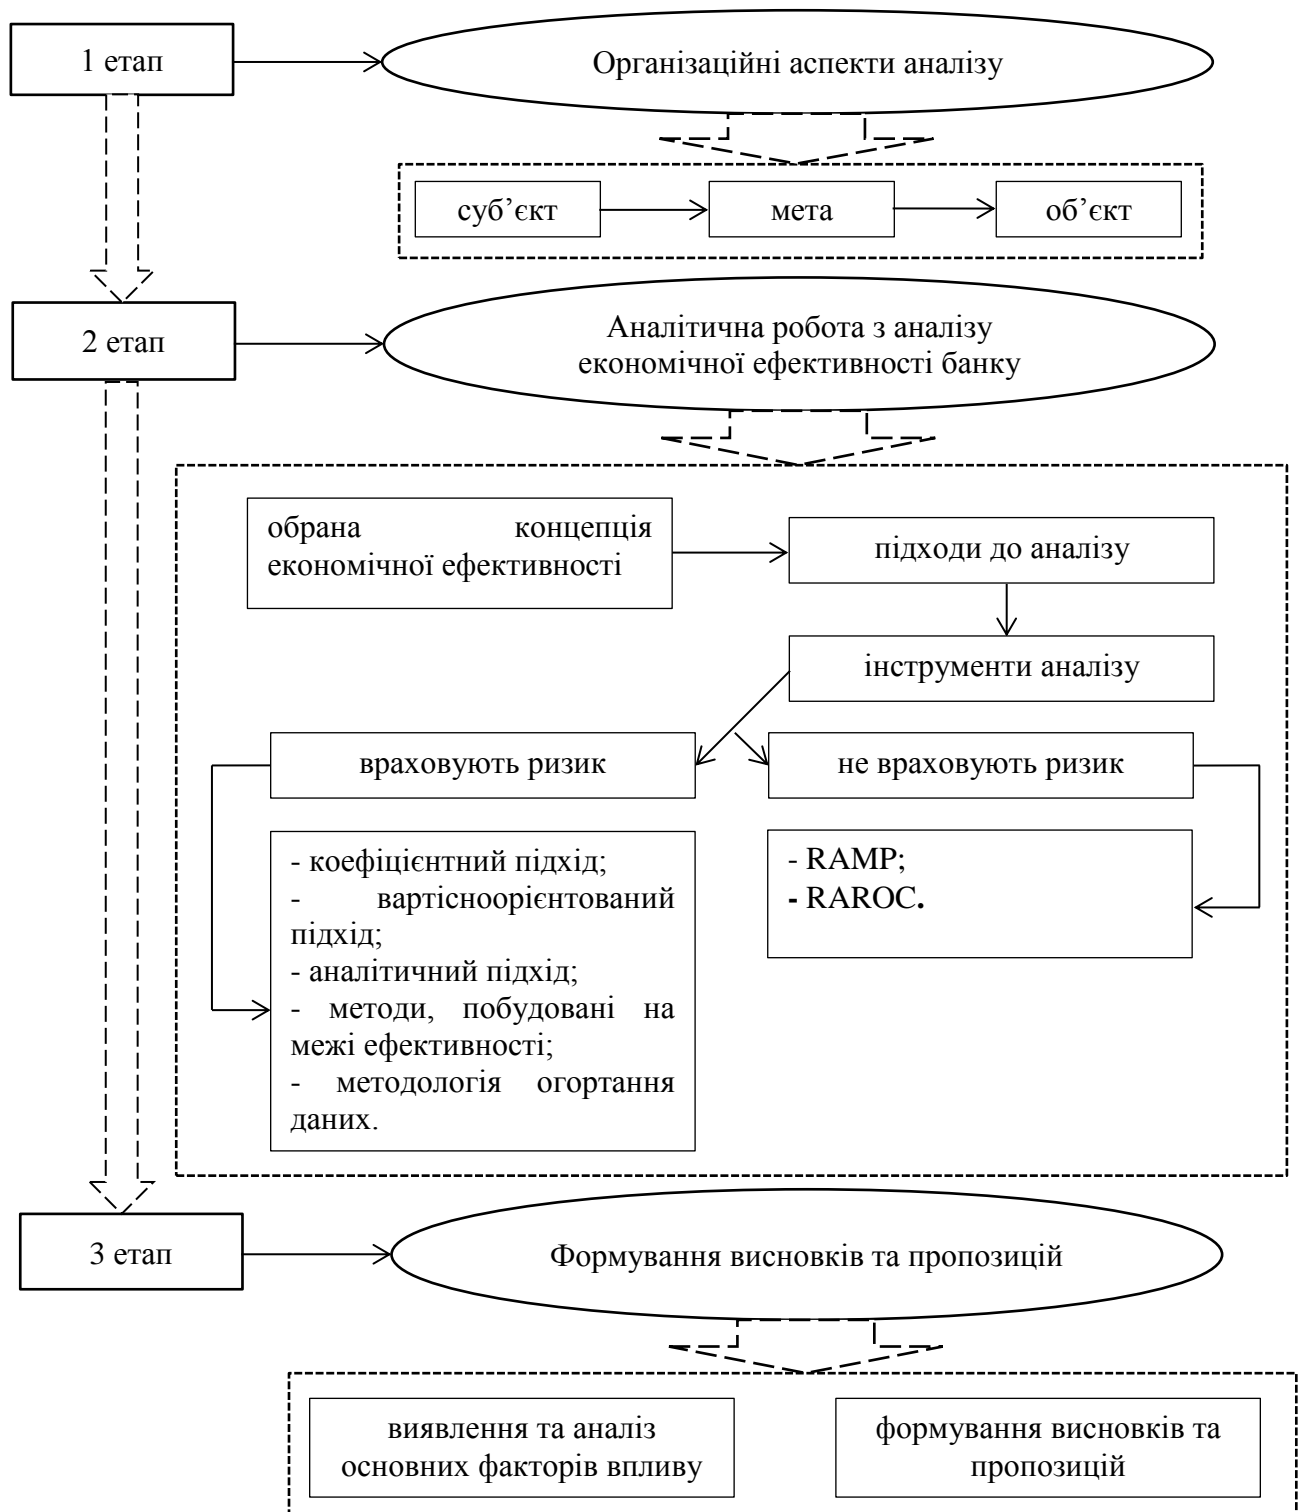 1 етап
Організаційні аспекти аналізу
суб’єкт
мета
об’єкт
2 етап
Аналітична робота з аналізу
економічної ефективності банку
обрана концепція
економічної ефективності
підходи до аналізу
інструменти аналізу
враховують ризик
не враховують ризик
- коефіцієнтний підхід;
- вартісноорієнтований
підхід;
- аналітичний підхід;
- методи, побудовані на
межі ефективності;
- методологія огортання
даних.
- RAMP;
- RAROC.
3 етап
Формування висновків та пропозицій
виявлення та аналіз
основних факторів впливу
формування висновків та
пропозицій